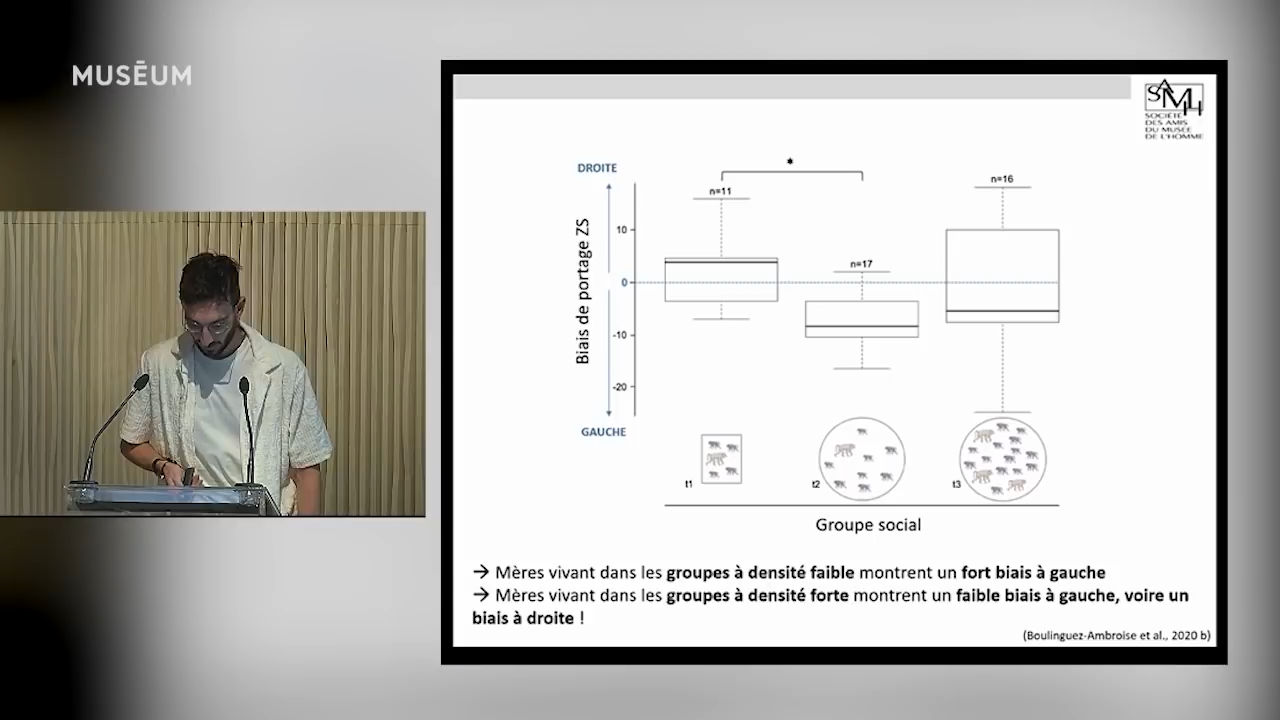 MUSĒUM
SAMH
SOCIÉTÉ
DES AMIS
DU MUSÉE
DE L'HOMME
DROITE
*
n=11
n=17
n=16
Biais de portage ZS
10
0
-10
-20
GAUCHE
t1
t2
t3
Groupe social
→ Mères vivant dans les groupes à densité faible montrent un fort biais à gauche
→ Mères vivant dans les groupes à densité forte montrent un faible biais à gauche, voire un
biais à droite !
(Boulinguez-Ambroise et al., 2020 b)